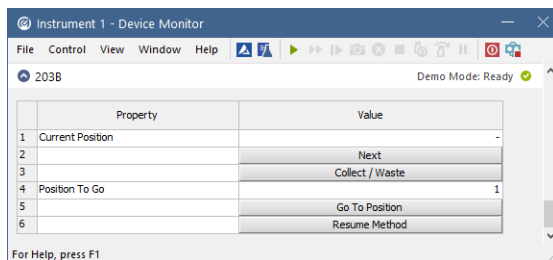 Instrument 1 - Device Monitor
File Control View Window Help
203B Demo Mode: Ready
Property Value
1 Current Position -
2 Next
3 Collect / Waste
4 Position To Go 1
5 Go To Position
6 Resume Method
For Help, press F1